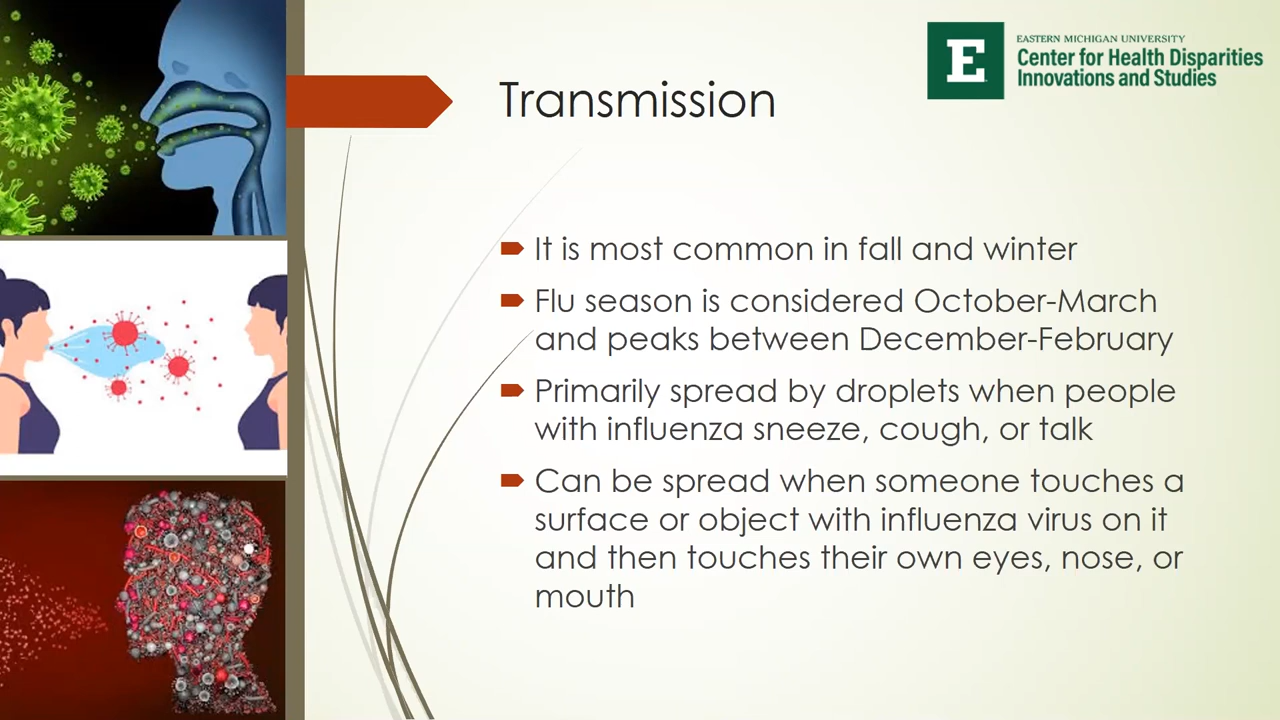 E
EASTERN MICHIGAN UNIVERSITY
Center for Health Disparities
Innovations and Studies
Transmission
It is most common in fall and winter
Flu season is considered October-March
and peaks between December-February
Primarily spread by droplets when people
with influenza sneeze, cough, or talk
Can be spread when someone touches a
surface or object with influenza virus on it
and then touches their own eyes, nose, or
mouth